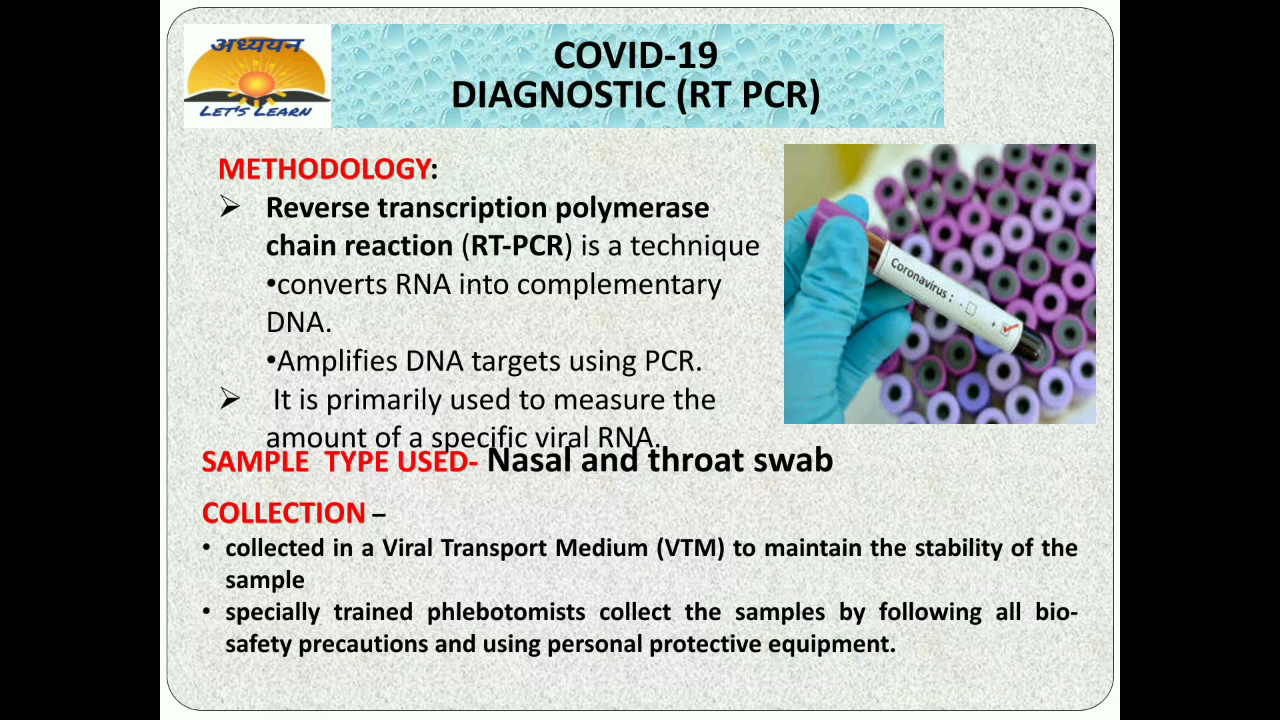 अध्ययन
LET'S LEARN
COVID-19
DIAGNOSTIC (RT PCR)
METHODOLOGY:
➢ Reverse transcription polymerase
chain reaction (RT-PCR) is a technique
•converts RNA into complementary
DNA.
•Amplifies DNA targets using PCR.
➢ It is primarily used to measure the
amount of a specific viral RNA.
Coronavirus : - +
SAMPLE TYPE USED- Nasal and throat swab
COLLECTION –
• collected in a Viral Transport Medium (VTM) to maintain the stability of the
sample
• specially trained phlebotomists collect the samples by following all bio-
safety precautions and using personal protective equipment.